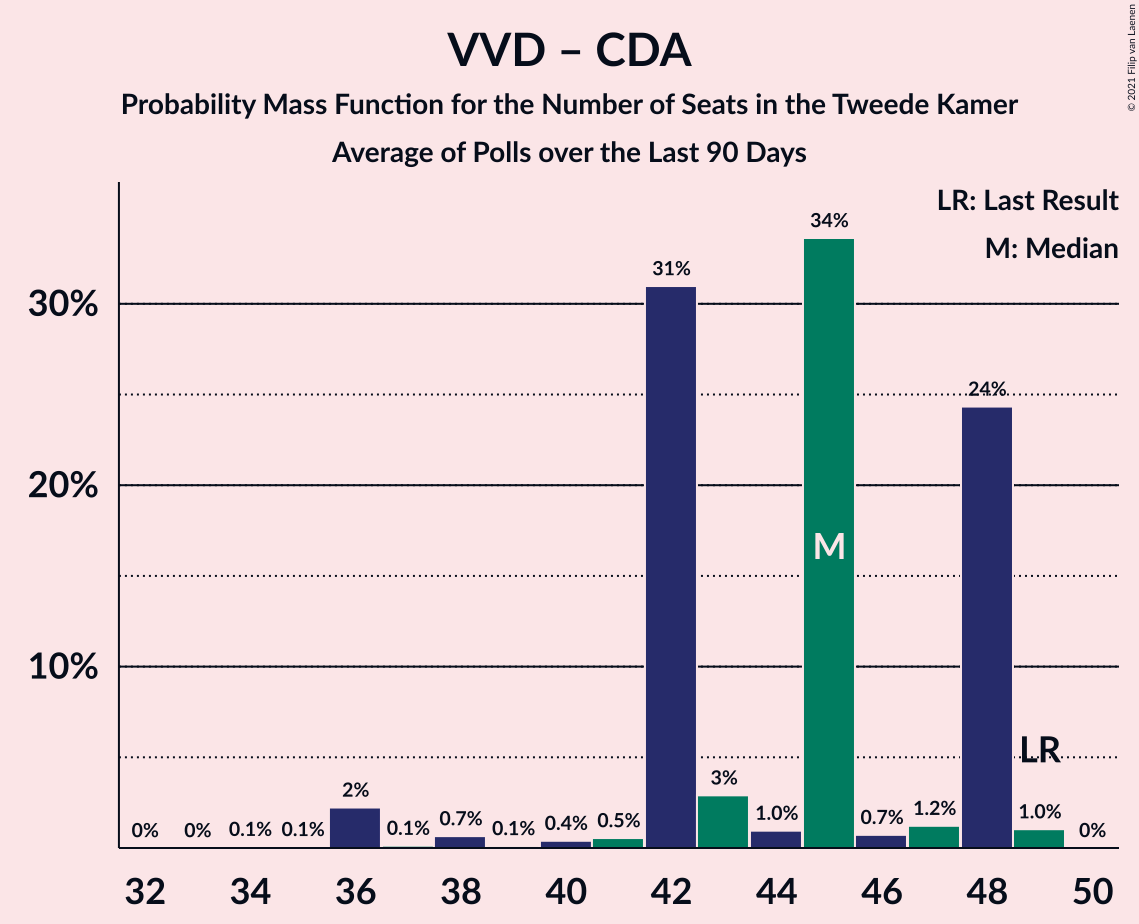 VVD – CDA
Probability Mass Function for the Number of Seats in the Tweede Kamer
Average of Polls over the Last 90 Days
© 2021 Filip van Laenen
LR: Last Result
M: Median
30%
20%
10%
0% 0% 0.1% 0.1% 2% 0.1% 0.7% 0.1% 0.4% 0.5% 31% 3% 1.0% 34% 0.7% 1.2% 24% 1.0% 0%
M
LR
32 34 36 38 40 42 44 46 48 50